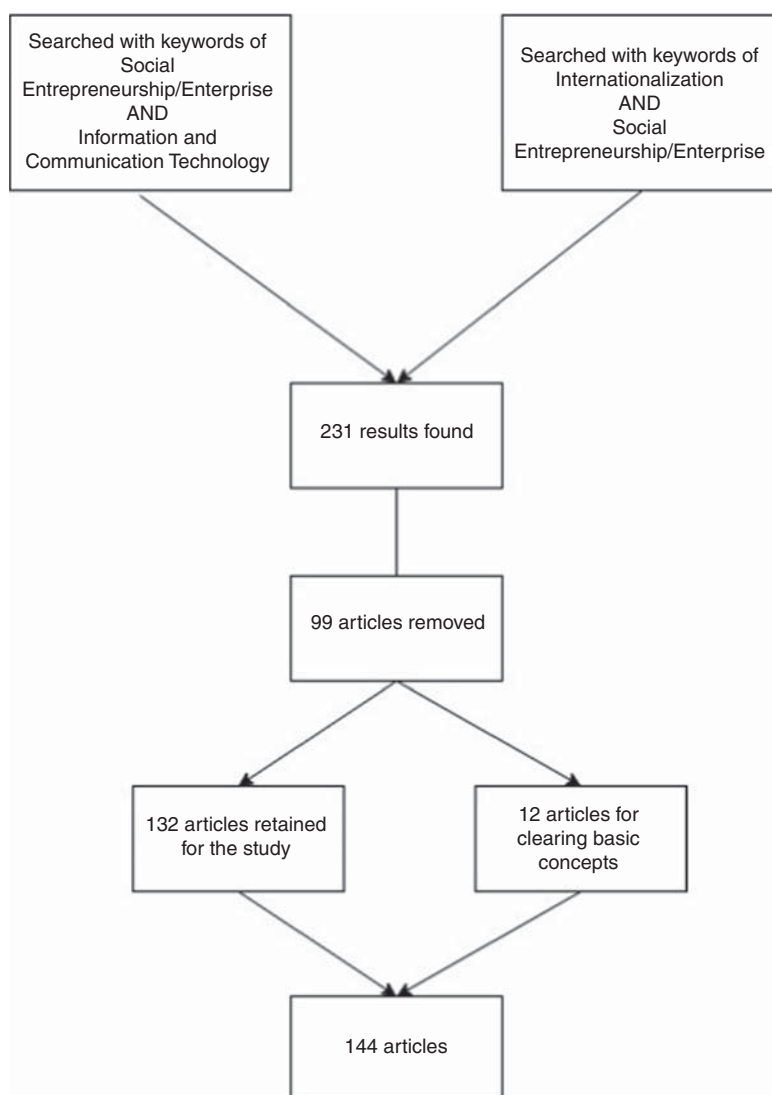 Searched with keywords of
Social
Entrepreneurship/Enterprise
AND
Information and
Communication Technology
Searched with keywords of
Internationalization
AND
Social
Entrepreneurship/Enterprise
231 results found
99 articles removed
132 articles retained
for the study
12 articles for
clearing basic
concepts
144 articles